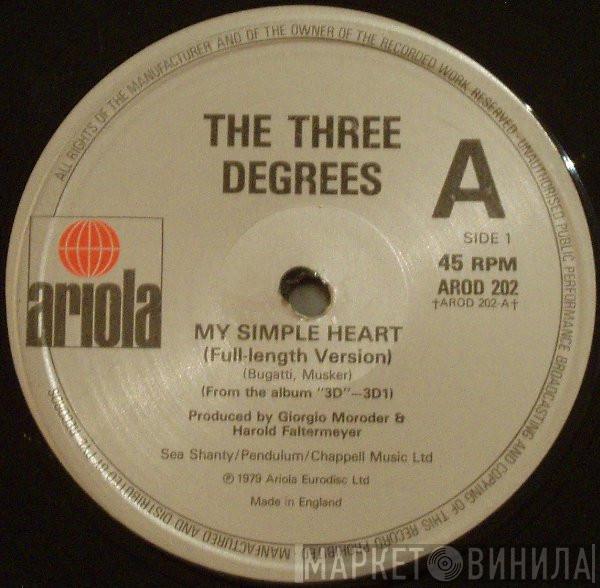 ALL RIGHTS OF THE MANUFACTURER AND OF THE OWNER OF THE RECORDED WORK RESERVED · UNAUTHORISED PUBLIC PERFORMANCE BROADCASTING AND COPYING OF THIS RECORD PROHIBITED · MANUFACTURED AND DISTRIBUTED BY PYE RECORDS
THE THREE
DEGREES
A
SIDE 1
45 RPM
AROD 202
†AROD 202-A†
ariola
MY SIMPLE HEART
(Full-length Version)
(Bugatti, Musker)
(From the album "3D"—3D1)
Produced by Giorgio Moroder &
Harold Faltermeyer
Sea Shanty/Pendulum/Chappell Music Ltd
℗ 1979 Ariola Eurodisc Ltd
Made in England
МАРКЕТ ВИНИЛА